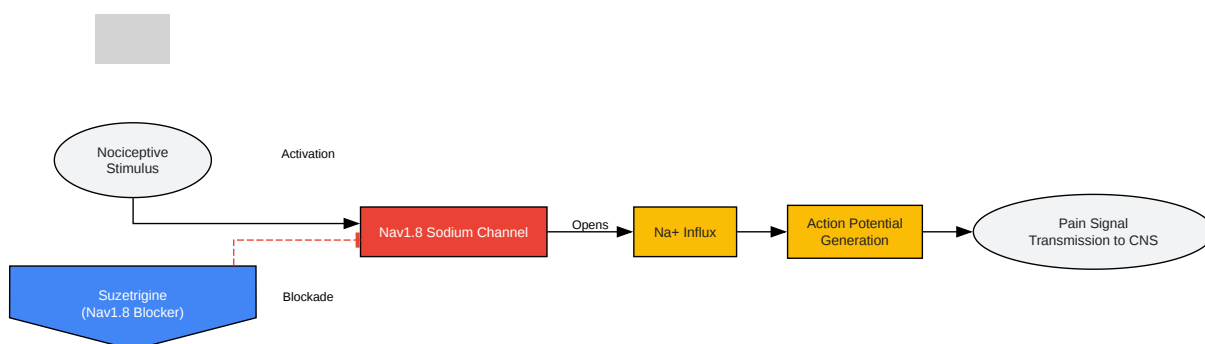 Nociceptive
Stimulus
Activation
Nav1.8 Sodium Channel
Opens
Na+ Influx
Action Potential
Generation
Pain Signal
Transmission to CNS
Suzetrigine
(Nav1.8 Blocker)
Blockade